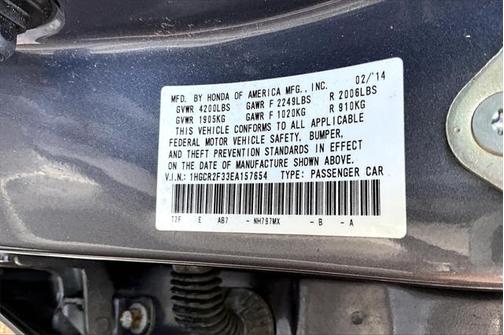 MFD. BY HONDA OF AMERICA MFG., INC. 02/'14
GVWR 4200LBS GAWR F 2249LBS R 2006LBS
GVWR 1905KG GAWR F 1020KG R 910KG
THIS VEHICLE CONFORMS TO ALL APPLICABLE
FEDERAL MOTOR VEHICLE SAFETY, BUMPER,
AND THEFT PREVENTION STANDARDS IN EFFECT
ON THE DATE OF MANUFACTURE SHOWN ABOVE.
V.I.N.: 1HGCR2F33EA157654 TYPE: PASSENGER CAR
T2F E AB7 - NH797MX - B - A